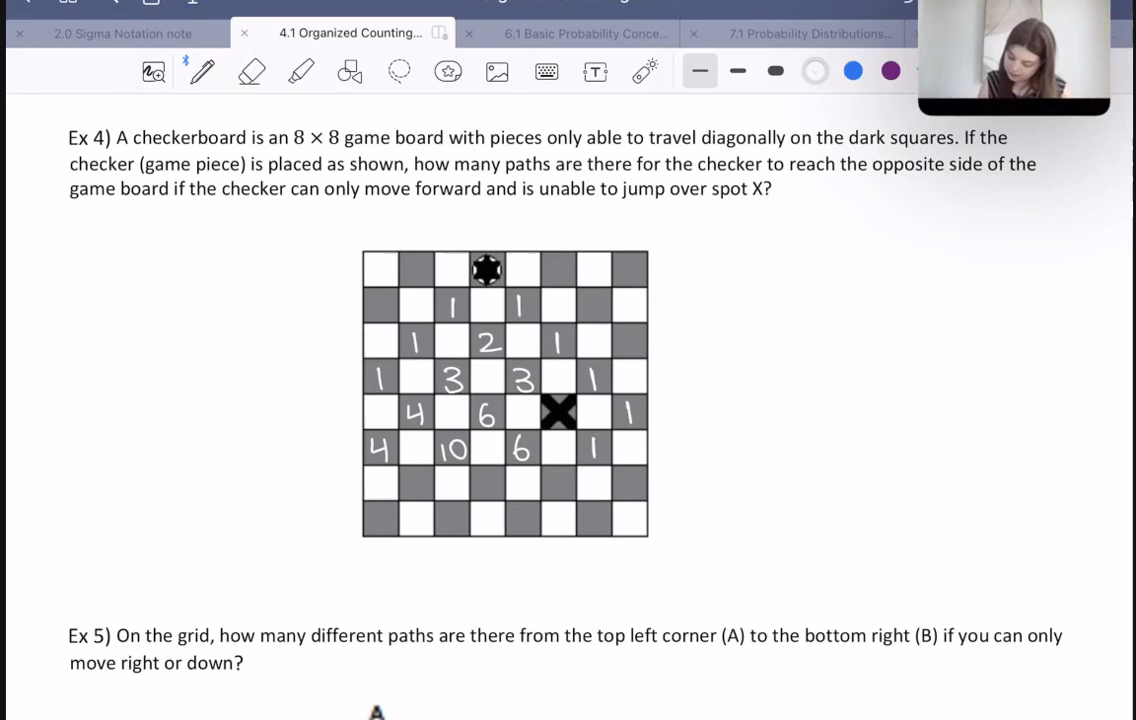 2.0 Sigma Notation note
4.1 Organized Counting...
6.1 Basic Probability Conce...
7.1 Probability Distributions...
T
Ex 4) A checkerboard is an 8 × 8 game board with pieces only able to travel diagonally on the dark squares. If the
checker (game piece) is placed as shown, how many paths are there for the checker to reach the opposite side of the
game board if the checker can only move forward and is unable to jump over spot X?
1 1
1 2 1
1 3 3 1
4 6 X 1
4 10 6 1
Ex 5) On the grid, how many different paths are there from the top left corner (A) to the bottom right (B) if you can only
move right or down?
A